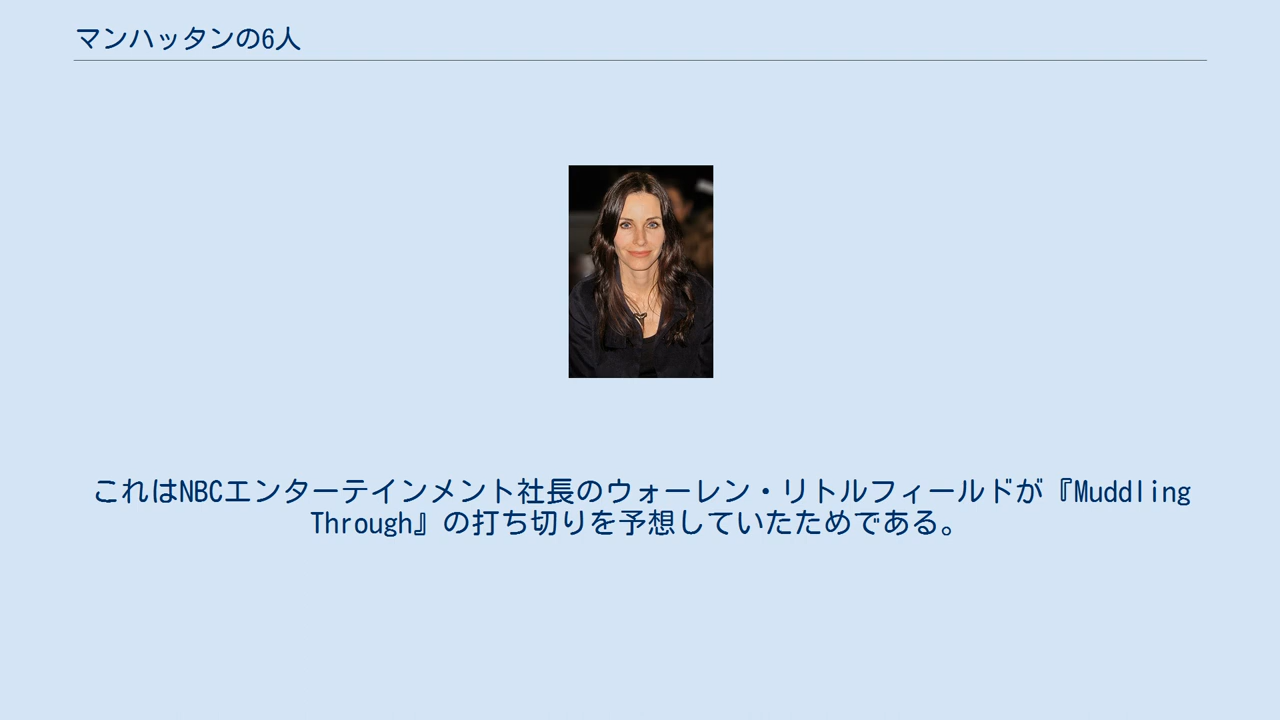 マンハッタンの6人
これはNBCエンターテインメント社長のウォーレン・リトルフィールドが『Muddling
Through』の打ち切りを予想していたためである。